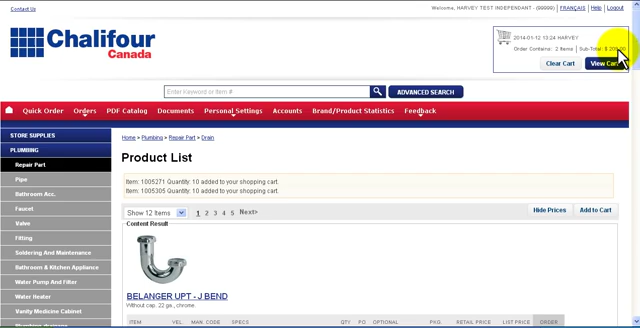 Contact Us
Welcome, HARVEY TEST INDEPENDANT - (99999) | FRANÇAIS | Help | Logout
Chalifour
Canada
2014-01-12 13:24 HARVEY
Order Contains: 2 Items | Sub-Total: $
Clear Cart
View Cart
Enter Keyword or Item #
ADVANCED SEARCH
Quick Order Orders PDF Catalog Documents Personal Settings Accounts Brand/Product Statistics Feedback
STORE SUPPLIES
PLUMBING
Repair Part
Pipe
Bathroom Acc.
Faucet
Valve
Fitting
Soldering And Maintenance
Bathroom & Kitchen Appliance
Water Pump And Filter
Water Heater
Vanity Medicine Cabinet
Home > Plumbing > Repair Part > Drain
Product List
Item: 1005271 Quantity: 10 added to your shopping cart.
Item: 1005305 Quantity: 10 added to your shopping cart.
Show 12 Items 1 2 3 4 5 Next>
Hide Prices
Add to Cart
Content Result
BELANGER UPT - J BEND
Without cap. 22 ga., chrome.
ITEM VEL. MAN. CODE SPECS QTY PO. OPTIONAL PKG. RETAIL PRICE LIST PRICE ORDER